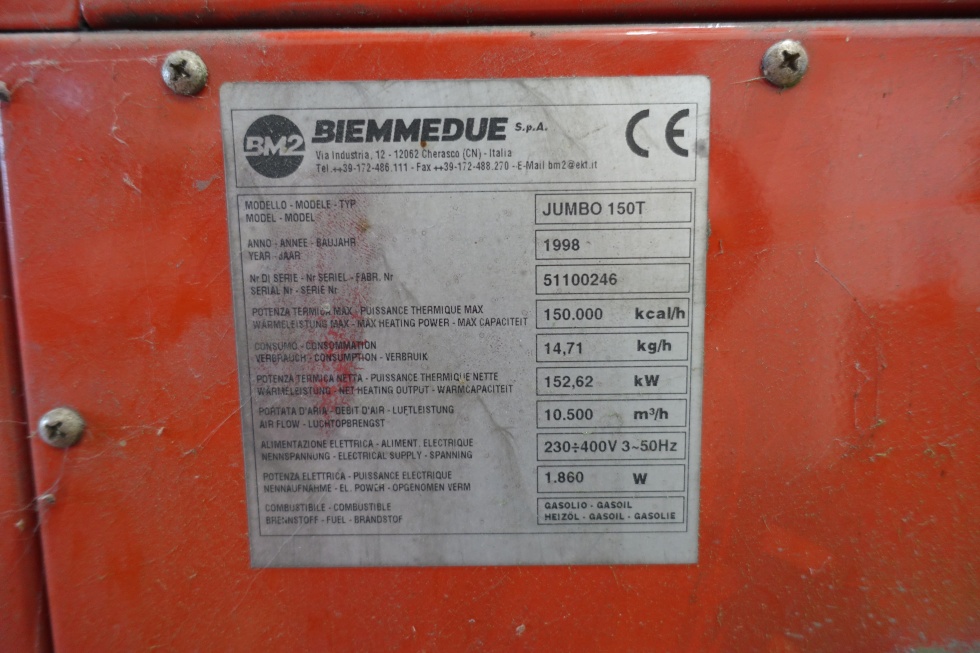 BM2 BIEMMEDUE S.p.A. CE
Via Industria, 12 - 12062 Cherasco (CN) - Italia
Tel.++39-172-486.111 - Fax ++39-172-488.270 - E-Mail bm2@ekf.it
MODELLO - MODELE - TYP
MODEL - MODEL
JUMBO 150T
ANNO - ANNEE - BAUJAHR
YEAR - JAAR
1998
Nr DI SERIE - Nr SERIEL - FABR. Nr
SERIAL Nr - SERIE Nr
51100246
POTENZA TERMICA MAX - PUISSANCE THERMIQUE MAX
WÄRMELEISTUNG MAX - MAX HEATING POWER - MAX CAPACITEIT
150.000 kcal/h
CONSUMO - CONSOMMATION
VERBRAUCH - CONSUMPTION - VERBRUIK
14,71 kg/h
POTENZA TERMICA NETTA - PUISSANCE THERMIQUE NETTE
WÄRMELEISTUNG - NET HEATING OUTPUT - WARMCAPACITEIT
152,62 kW
PORTATA D'ARIA - DEBIT D'AIR - LUFTLEISTUNG
AIR FLOW - LUCHTOPBRENGST
10.500 m³/h
ALIMENTAZIONE ELETTRICA - ALIMENT. ELECTRIQUE
NENNSPANNUNG - ELECTRICAL SUPPLY - SPANNING
230÷400V 3~50Hz
POTENZA ELETTRICA - PUISSANCE ELECTRIQUE
NENNAUFNAHME - EL. POWER - OPGENOMEN VERM
1.860 W
COMBUSTIBILE - COMBUSTIBLE
BRENNSTOFF - FUEL - BRANDSTOF
GASOLIO - GASOIL
HEIZÖL - GASOIL - GASOLIE